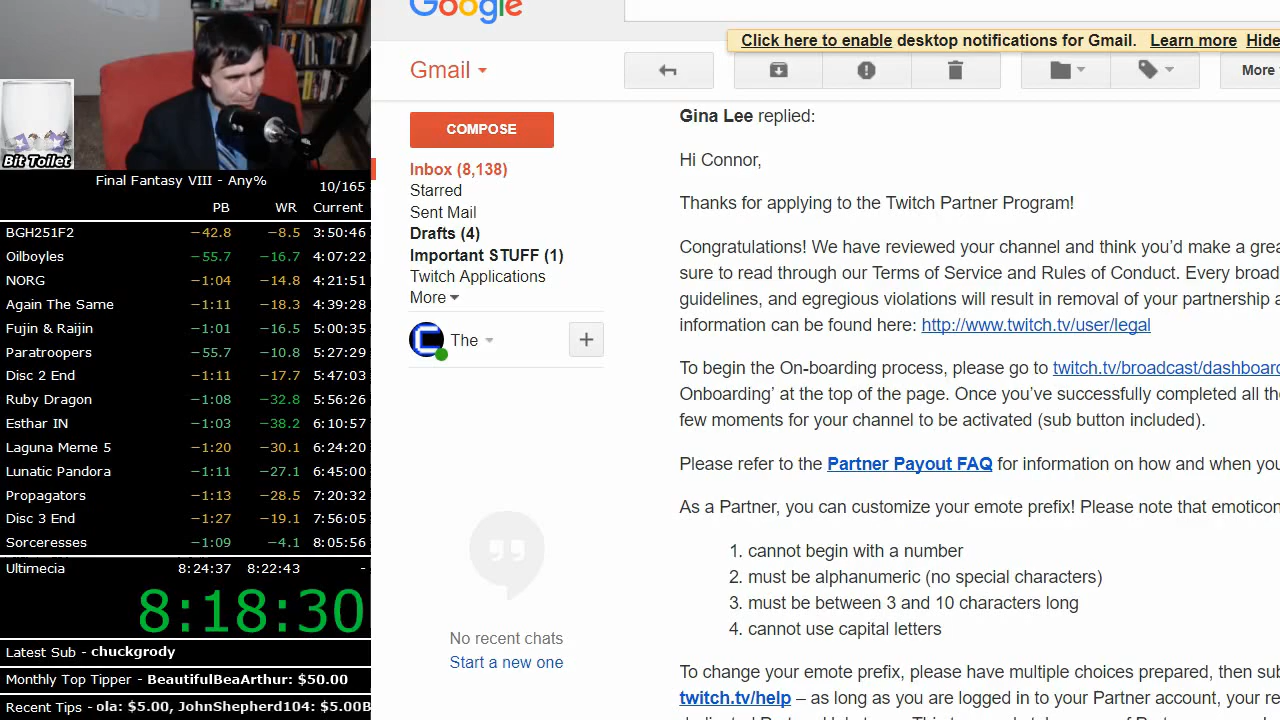 Google
Click here to enable desktop notifications for Gmail. Learn more Hide
Gmail
More
COMPOSE
Inbox (8,138)
Starred
Sent Mail
Drafts (4)
Important STUFF (1)
Twitch Applications
More
The
No recent chats
Start a new one
Gina Lee replied:
Hi Connor,
Thanks for applying to the Twitch Partner Program!
Congratulations! We have reviewed your channel and think you'd make a grea
sure to read through our Terms of Service and Rules of Conduct. Every broad
guidelines, and egregious violations will result in removal of your partnership a
information can be found here: http://www.twitch.tv/user/legal
To begin the On-boarding process, please go to twitch.tv/broadcast/dashboard
Onboarding' at the top of the page. Once you've successfully completed all the
few moments for your channel to be activated (sub button included).
Please refer to the Partner Payout FAQ for information on how and when you
As a Partner, you can customize your emote prefix! Please note that emoticon
1. cannot begin with a number
2. must be alphanumeric (no special characters)
3. must be between 3 and 10 characters long
4. cannot use capital letters
To change your emote prefix, please have multiple choices prepared, then sub
twitch.tv/help – as long as you are logged in to your Partner account, your re
Bit Toilet
Final Fantasy VIII - Any% 10/165
PB WR Current
BGH251F2 −42.8 −8.5 3:50:46
Oilboyles −55.7 −16.7 4:07:22
NORG −1:04 −14.8 4:21:51
Again The Same −1:11 −18.3 4:39:28
Fujin & Raijin −1:01 −16.5 5:00:35
Paratroopers −55.7 −10.8 5:27:29
Disc 2 End −1:11 −17.7 5:47:03
Ruby Dragon −1:08 −32.8 5:56:26
Esthar IN −1:03 −38.2 6:10:57
Laguna Meme 5 −1:20 −30.1 6:24:20
Lunatic Pandora −1:11 −27.1 6:45:00
Propagators −1:13 −28.5 7:20:32
Disc 3 End −1:27 −19.1 7:56:05
Sorceresses −1:09 −4.1 8:05:56
Ultimecia 8:24:37 8:22:43 -
8:18:30
Latest Sub - chuckgrody
Monthly Top Tipper - BeautifulBeaArthur: $50.00
Recent Tips - ola: $5.00, JohnShepherd104: $5.00B